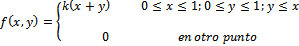 f(x, y) = { k(x + y) 0 ≤ x ≤ 1; 0 ≤ y ≤ 1; y ≤ x
0 en otro punto